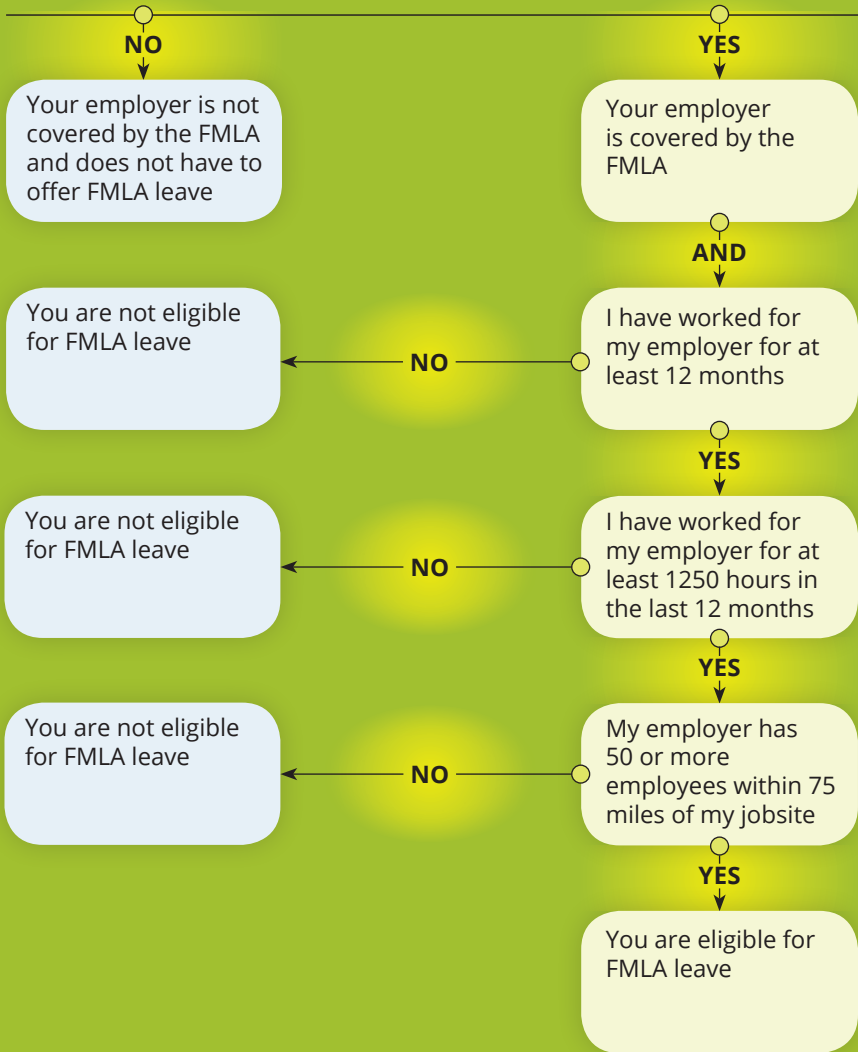 NO
YES
Your employer is not
covered by the FMLA
and does not have to
offer FMLA leave
Your employer
is covered by the
FMLA
AND
You are not eligible
for FMLA leave
NO
I have worked for
my employer for at
least 12 months
YES
You are not eligible
for FMLA leave
NO
I have worked for
my employer for at
least 1250 hours in
the last 12 months
YES
You are not eligible
for FMLA leave
NO
My employer has
50 or more
employees within 75
miles of my jobsite
YES
You are eligible for
FMLA leave